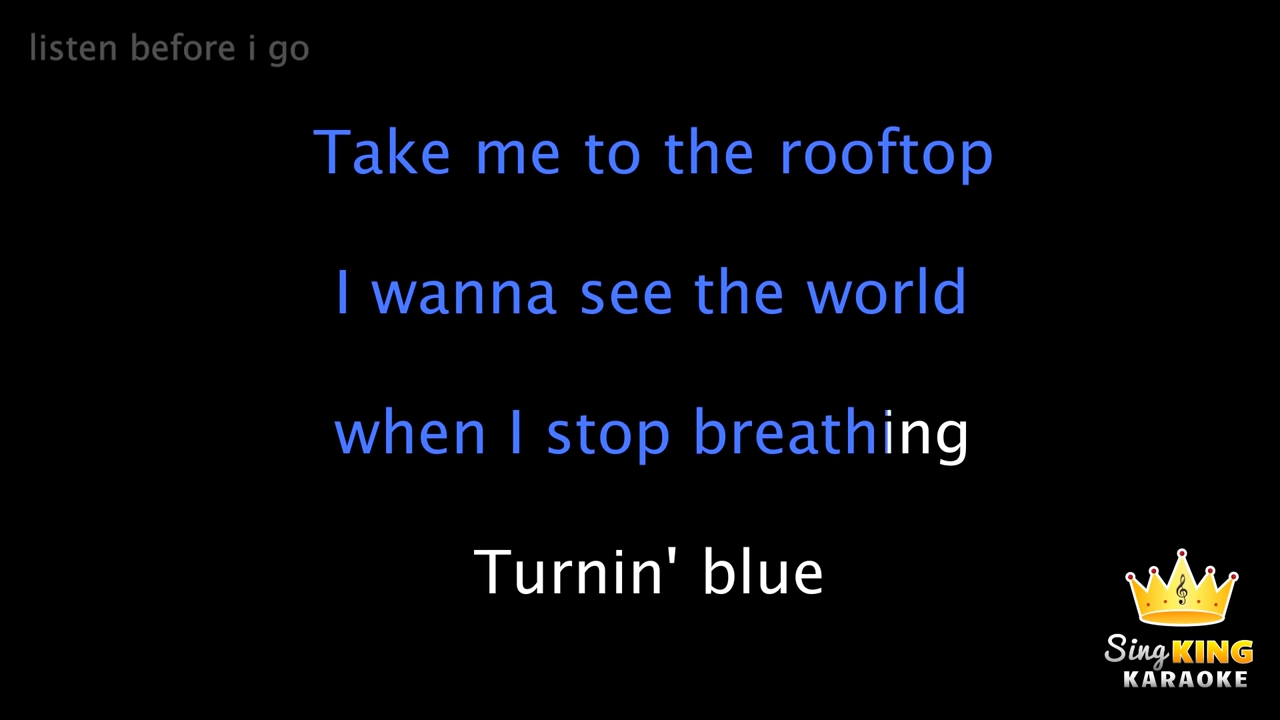 listen before i go
Take me to the rooftop
I wanna see the world
when I stop breathing
Turnin' blue
Sing KING
KARAOKE